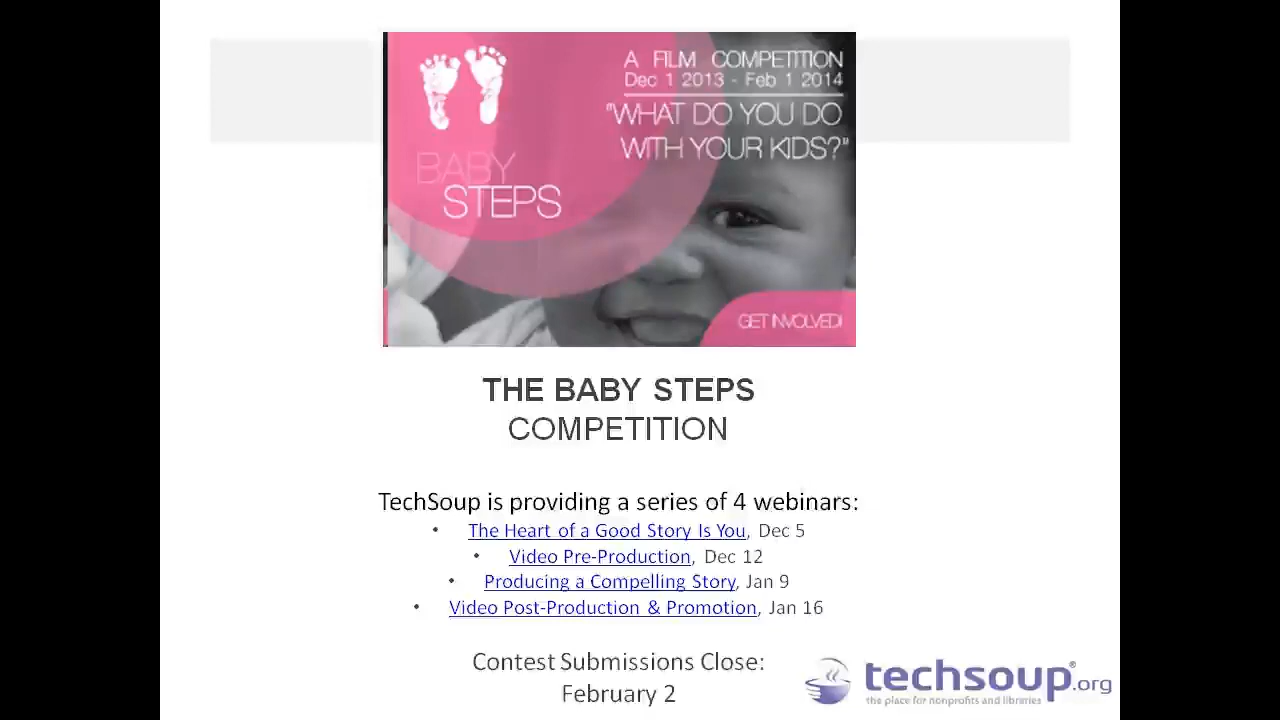 A FILM COMPETITION
Dec 1 2013 - Feb 1 2014
"WHAT DO YOU DO
WITH YOUR KIDS?"
BABY
STEPS
GET INVOLVED!
THE BABY STEPS
COMPETITION
TechSoup is providing a series of 4 webinars:
• The Heart of a Good Story Is You, Dec 5
• Video Pre-Production, Dec 12
• Producing a Compelling Story, Jan 9
• Video Post-Production & Promotion, Jan 16
Contest Submissions Close:
February 2
techsoup®.org
the place for nonprofits and libraries